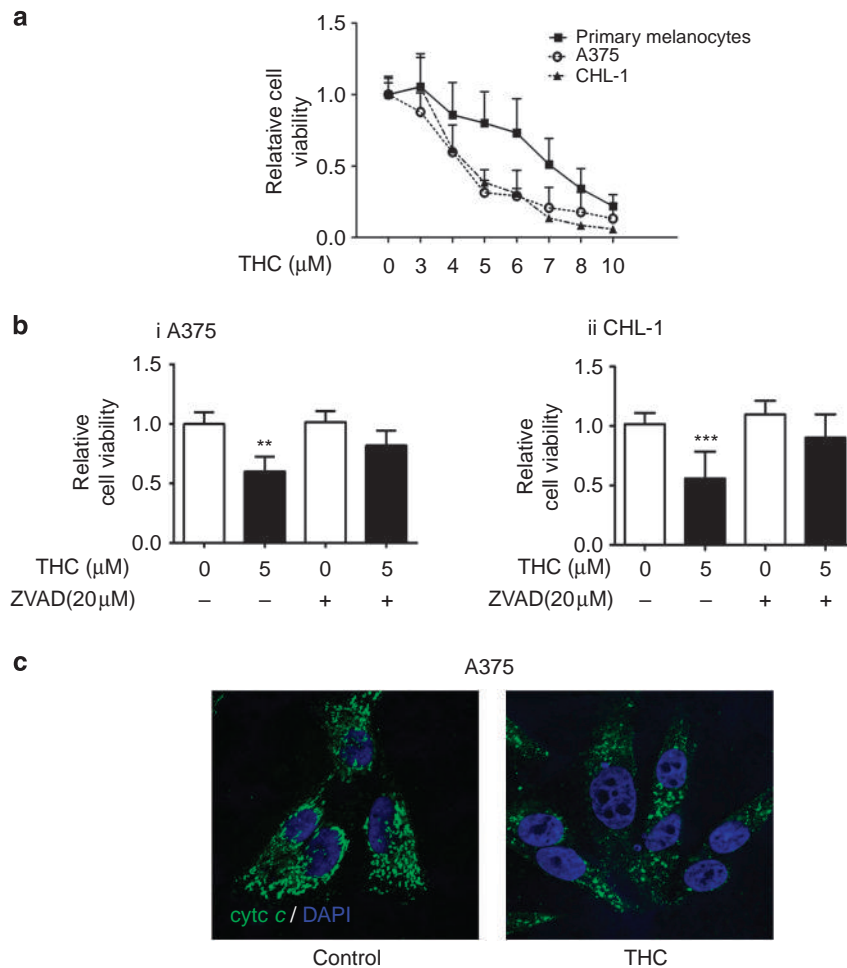 a
1.5
1.0
0.5
0.0
Relataive cell
viability
Primary melanocytes
A375
CHL-1
THC (μM)
0 3 4 5 6 7 8 10
b
i A375
1.5
1.0
0.5
0.0
Relative
cell viability
**
THC (μM) 0 5 0 5
ZVAD(20μM) – – + +
ii CHL-1
1.5
1.0
0.5
0.0
Relative
cell viability
***
THC (μM) 0 5 0 5
ZVAD(20μM) – – + +
c
A375
cytc c / DAPI
Control
THC